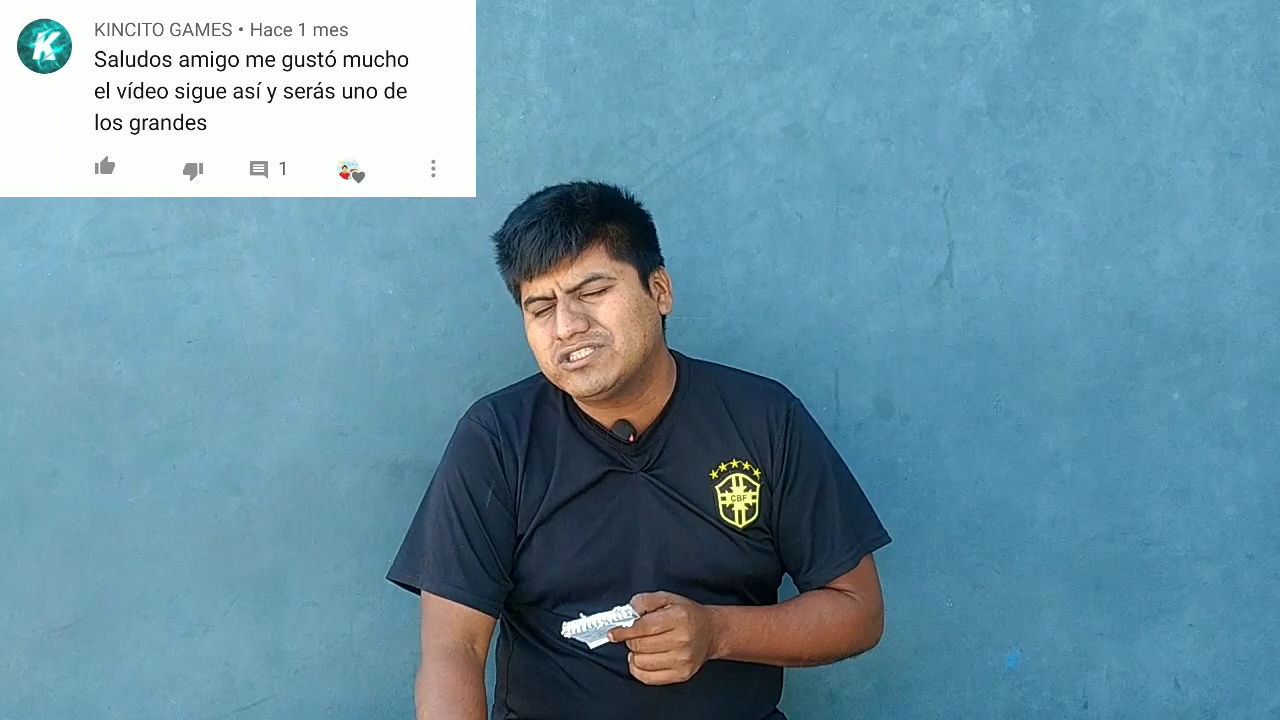 KINCITO GAMES • Hace 1 mes
Saludos amigo me gustó mucho
el vídeo sigue así y serás uno de
los grandes
1
CBF